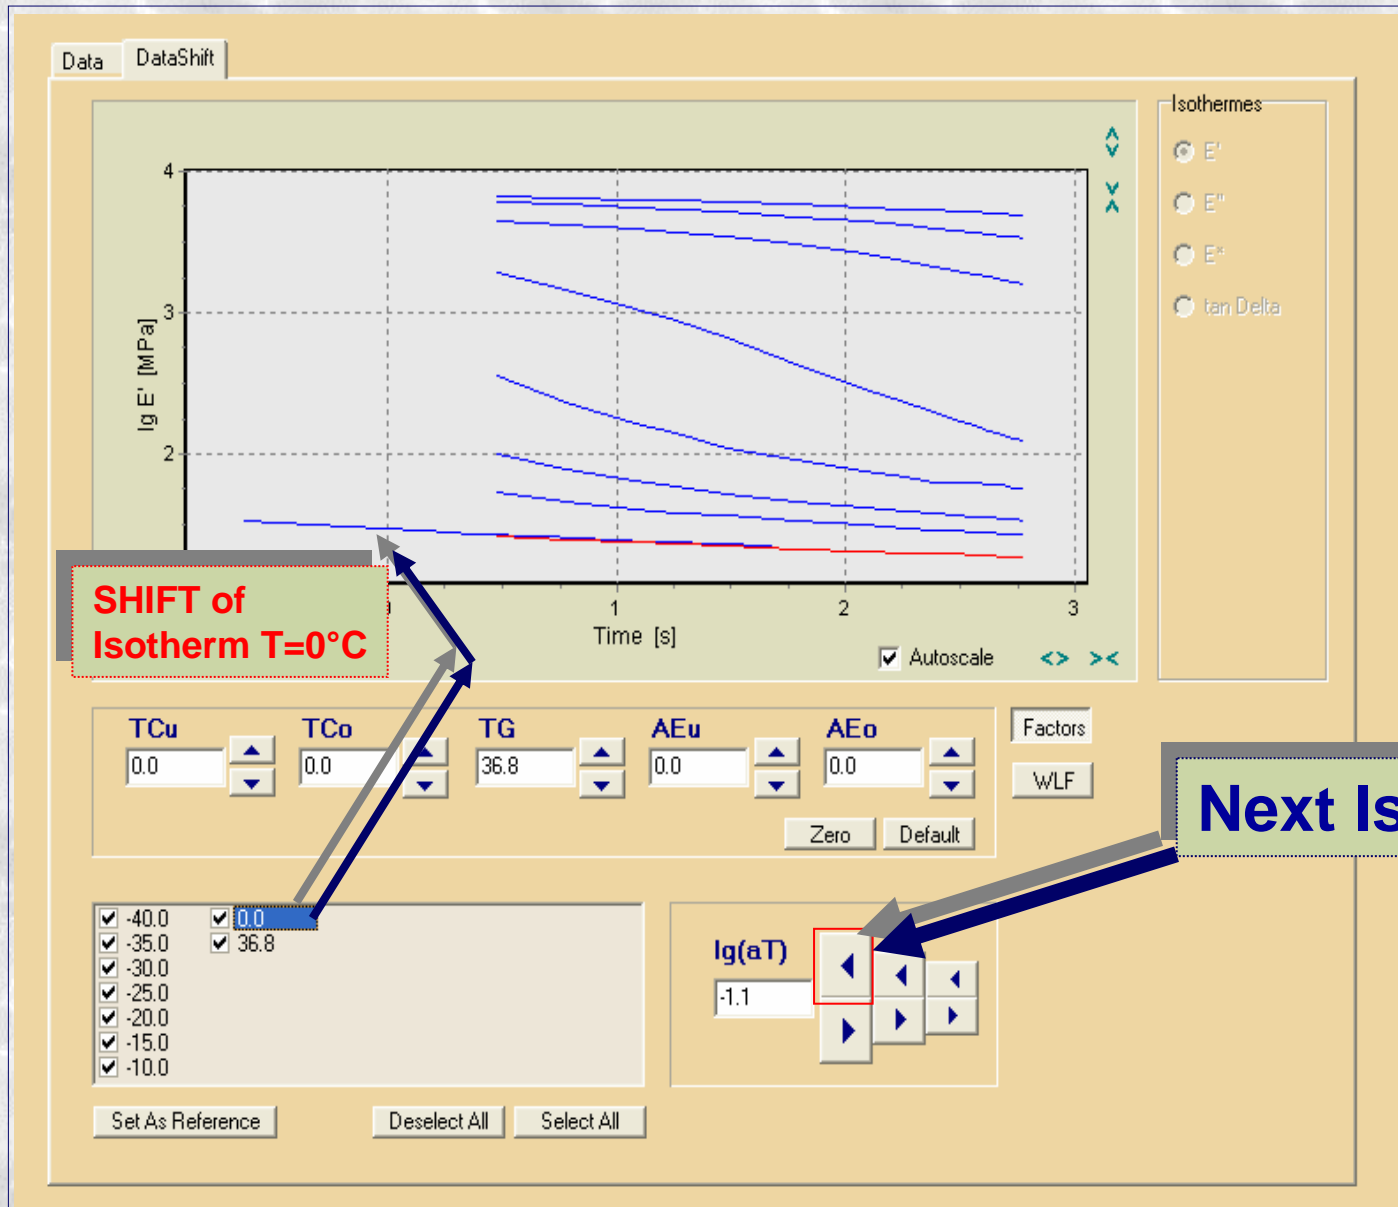 Data DataShift
Isothermes
E'
E"
E*
tan Delta
lg E' [MPa]
4
3
2
1 2 3
Time [s]
Autoscale <> ><
SHIFT of
Isotherm T=0°C
TCu TCo TG AEu AEo
0.0 0.0 36.8 0.0 0.0
Factors
WLF
Zero Default
Next Is
-40.0 0.0
-35.0 36.8
-30.0
-25.0
-20.0
-15.0
-10.0
lg(aT)
-1.1
Set As Reference Deselect All Select All